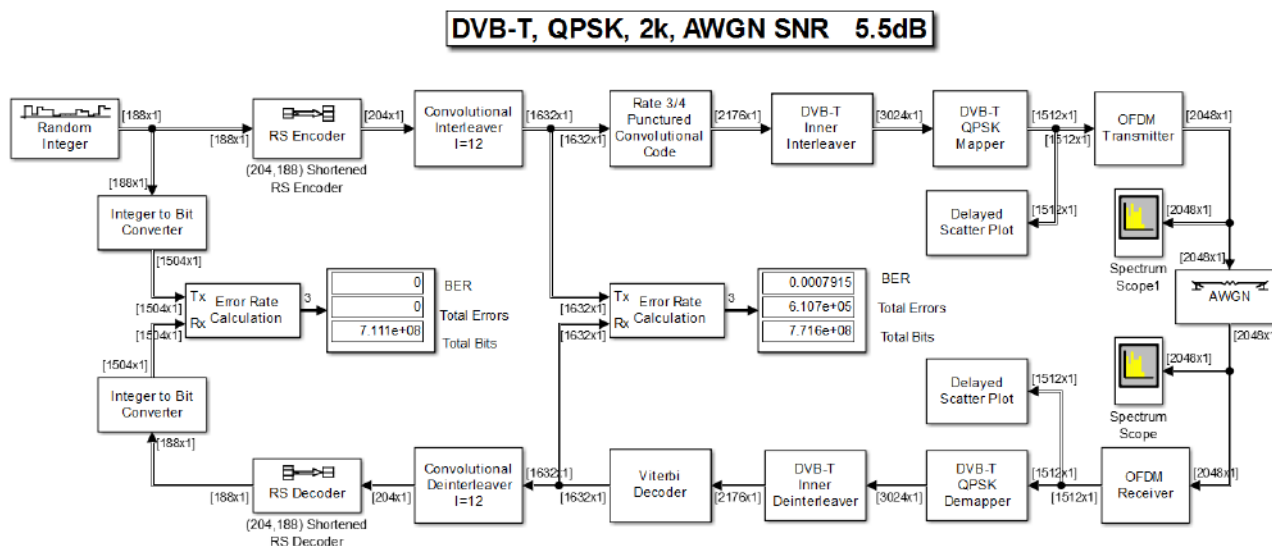 DVB-T, QPSK, 2k, AWGN SNR 5.5dB
Random
Integer
[188x1]
[188x1]
RS Encoder
(204,188) Shortened
RS Encoder
[204x1]
Convolutional
Interleaver
I=12
[1632x1]
[1632x1]
Rate 3/4
Punctured
Convolutional
Code
[2176x1]
DVB-T
Inner
Interleaver
[3024x1]
DVB-T
QPSK
Mapper
[1512x1]
[1512x1]
OFDM
Transmitter
[2048x1]
[188x1]
Integer to Bit
Converter
[1504x1]
[1504x1]
Tx
Rx
Error Rate
Calculation
[1504x1]
3
0
0
7.111e+08
BER
Total Errors
Total Bits
[1632x1]
Tx
Rx
Error Rate
Calculation
[1632x1]
3
0.0007915
6.107e+05
7.716e+08
BER
Total Errors
Total Bits
Delayed
Scatter Plot
[1512x1]
[2048x1]
Spectrum
Scope1
[2048x1]
AWGN
[2048x1]
[2048x1]
Spectrum
Scope
Delayed
Scatter Plot
[1512x1]
[1504x1]
Integer to Bit
Converter
[188x1]
[188x1]
RS Decoder
(204,188) Shortened
RS Decoder
[204x1]
Convolutional
Deinterleaver
I=12
[1632x1]
[1632x1]
Viterbi
Decoder
[2176x1]
DVB-T
Inner
Deinterleaver
[3024x1]
DVB-T
QPSK
Demapper
[1512x1]
[1512x1]
OFDM
Receiver
[2048x1]